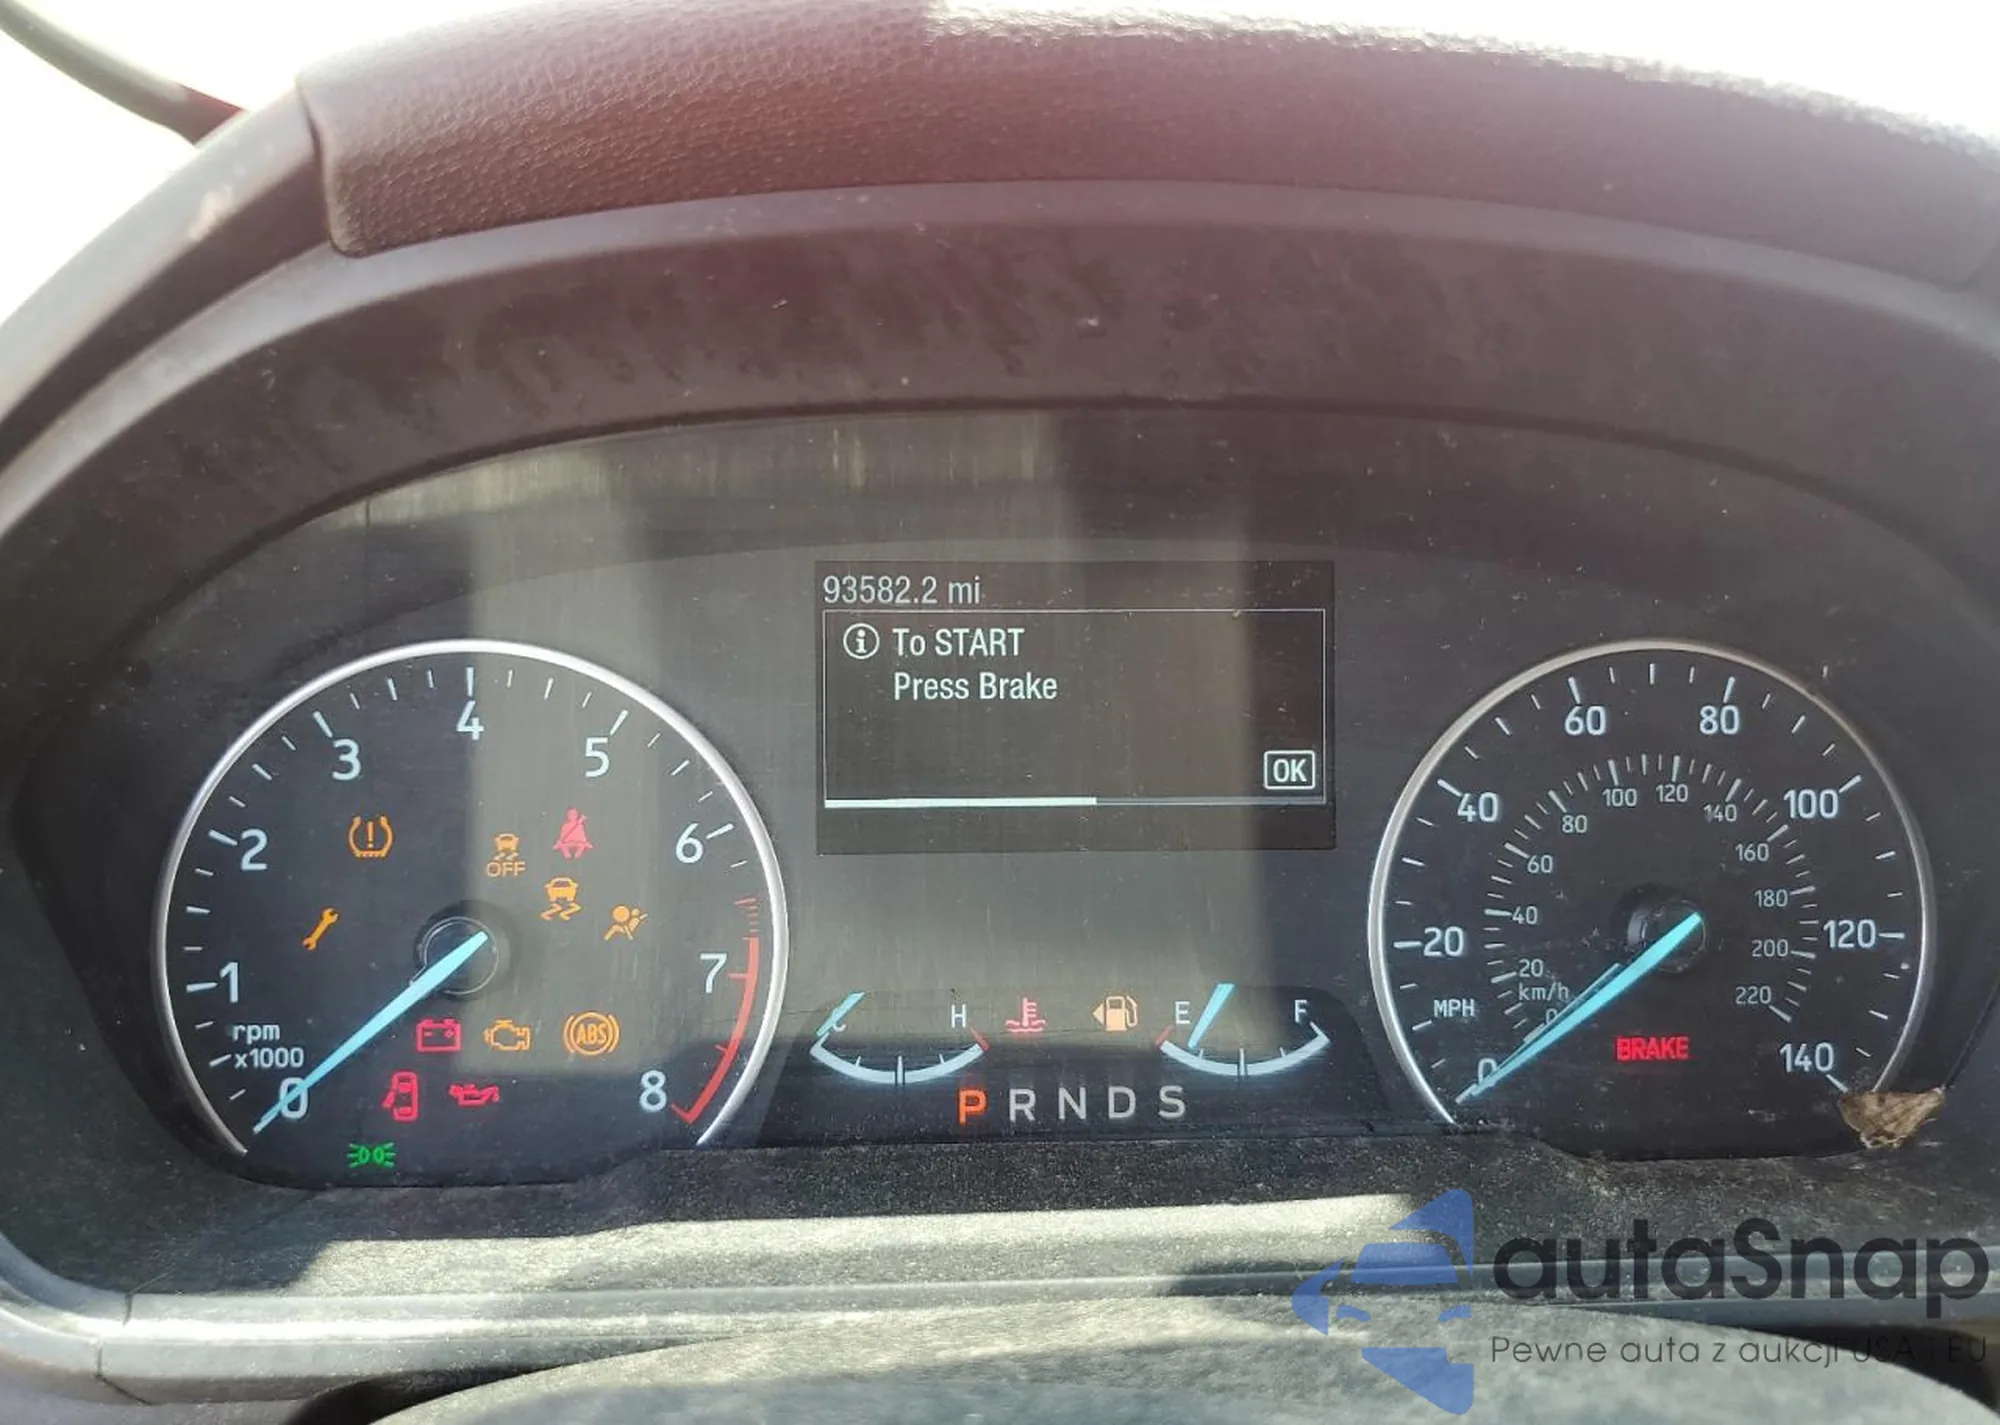 93582.2 mi
To START
Press Brake
OK
0 1 2 3 4 5 6 7 8
rpm
x1000
OFF
ABS
C H
E F
P R N D S
0 20 40 60 80 100 120 140
MPH
0 20 40 60 80 100 120 140 160 180 200 220
km/h
BRAKE
autaSnap
Pewne auta z aukcji USA i EU